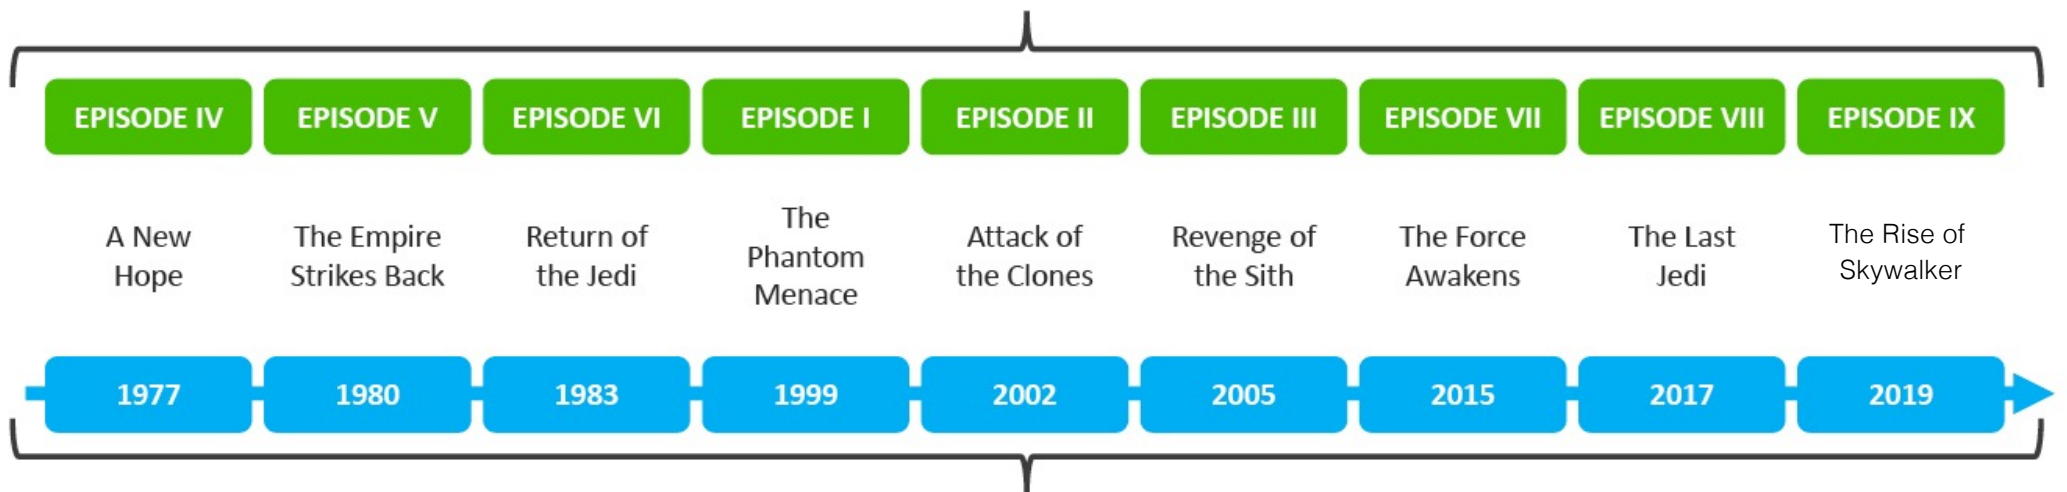 EPISODE IV
EPISODE V
EPISODE VI
EPISODE I
EPISODE II
EPISODE III
EPISODE VII
EPISODE VIII
EPISODE IX
A New
Hope
The Empire
Strikes Back
Return of
the Jedi
The
Phantom
Menace
Attack of
the Clones
Revenge of
the Sith
The Force
Awakens
The Last
Jedi
The Rise of
Skywalker
1977
1980
1983
1999
2002
2005
2015
2017
2019